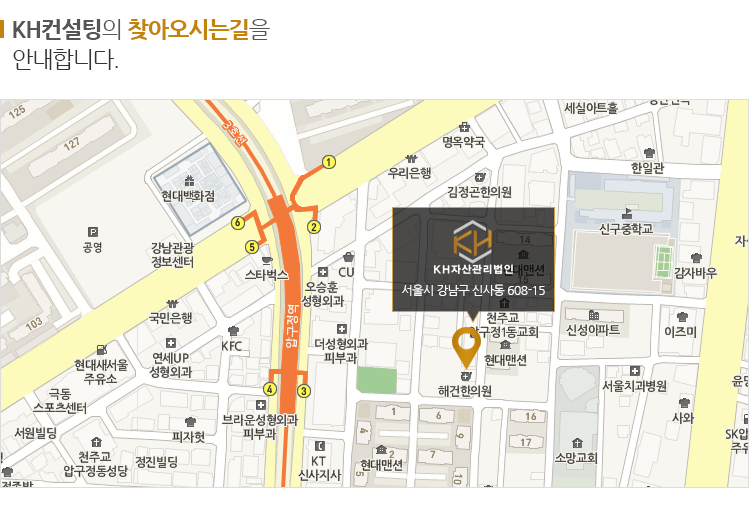 KH컨설팅의 찾아오시는길을
안내합니다.
125
127
세실아트홀
명옥약국
우리은행
한일관
김정곤한의원
현대백화점
신구중학교
공영
강남관광
정보센터
스타벅스
CU
오승훈
성형외과
KH
KH자산관리법인
현대맨션
서울시 강남구 신사동 608-15
감자바우
14
15
1
2
3
4
5
6
103
국민은행
천주교
압구정1동교회
신성아파트
이즈미
압구정역
KFC
연세UP
성형외과
더성형외과
피부과
현대맨션
현대새서울
주유소
해건한의원
서울치과병원
극동
스포츠센터
브라운성형외과
피부과
사와
서원빌딩
피자헛
천주교
압구정동성당
정진빌딩
KT
신사지사
현대맨션
소망교회
1
6
4
9
2
7
5
10
16
17